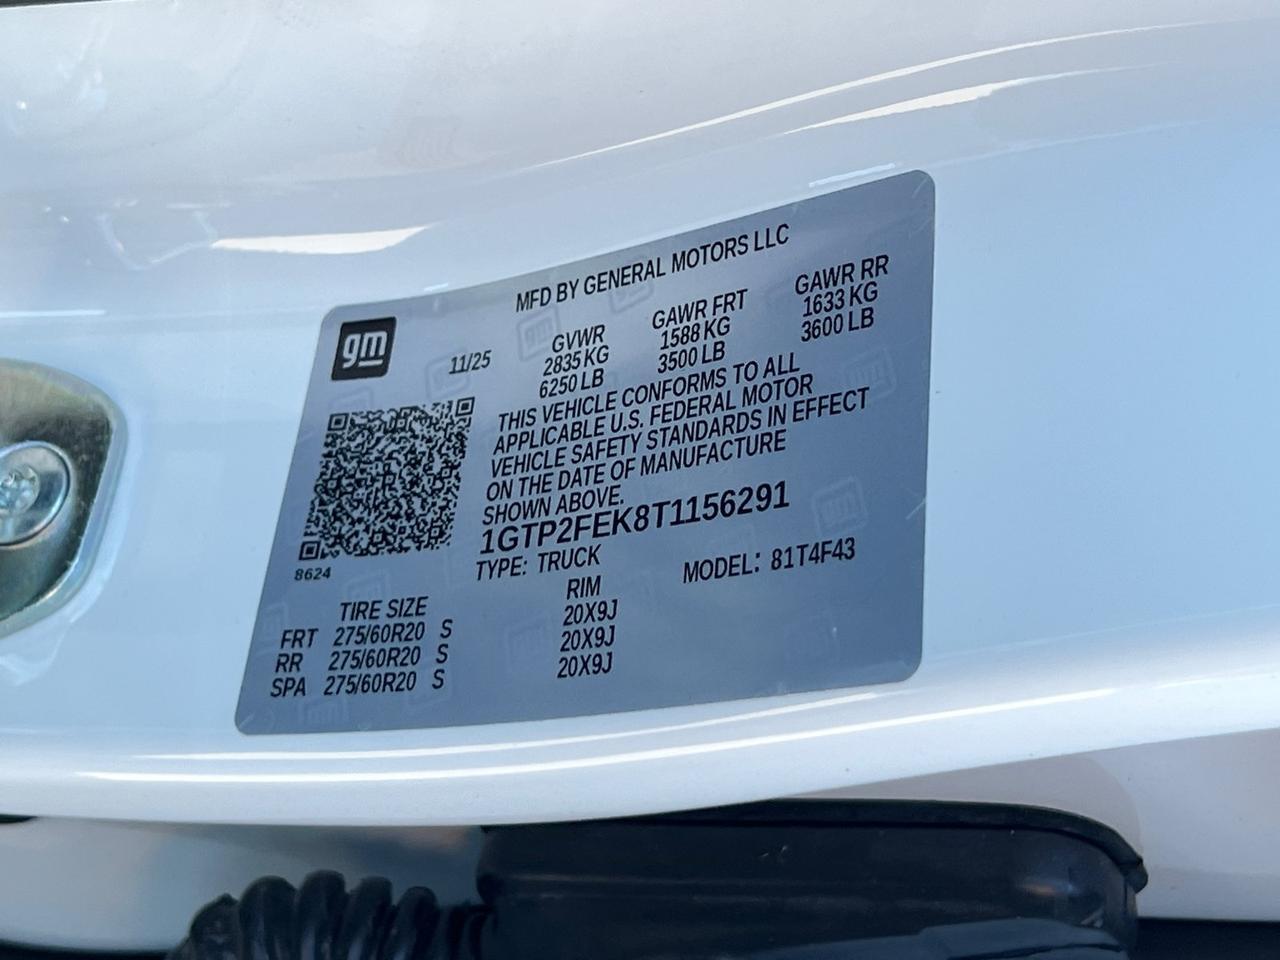 MFD BY GENERAL MOTORS LLC
gm
11/25
GVWR GAWR FRT GAWR RR
2835 KG 1588 KG 1633 KG
6250 LB 3500 LB 3600 LB
THIS VEHICLE CONFORMS TO ALL
APPLICABLE U.S. FEDERAL MOTOR
VEHICLE SAFETY STANDARDS IN EFFECT
ON THE DATE OF MANUFACTURE
SHOWN ABOVE.
1GTP2FEK8T1156291
TYPE: TRUCK MODEL: 81T4F43
8624
TIRE SIZE RIM
FRT 275/60R20 S 20X9J
RR 275/60R20 S 20X9J
SPA 275/60R20 S 20X9J